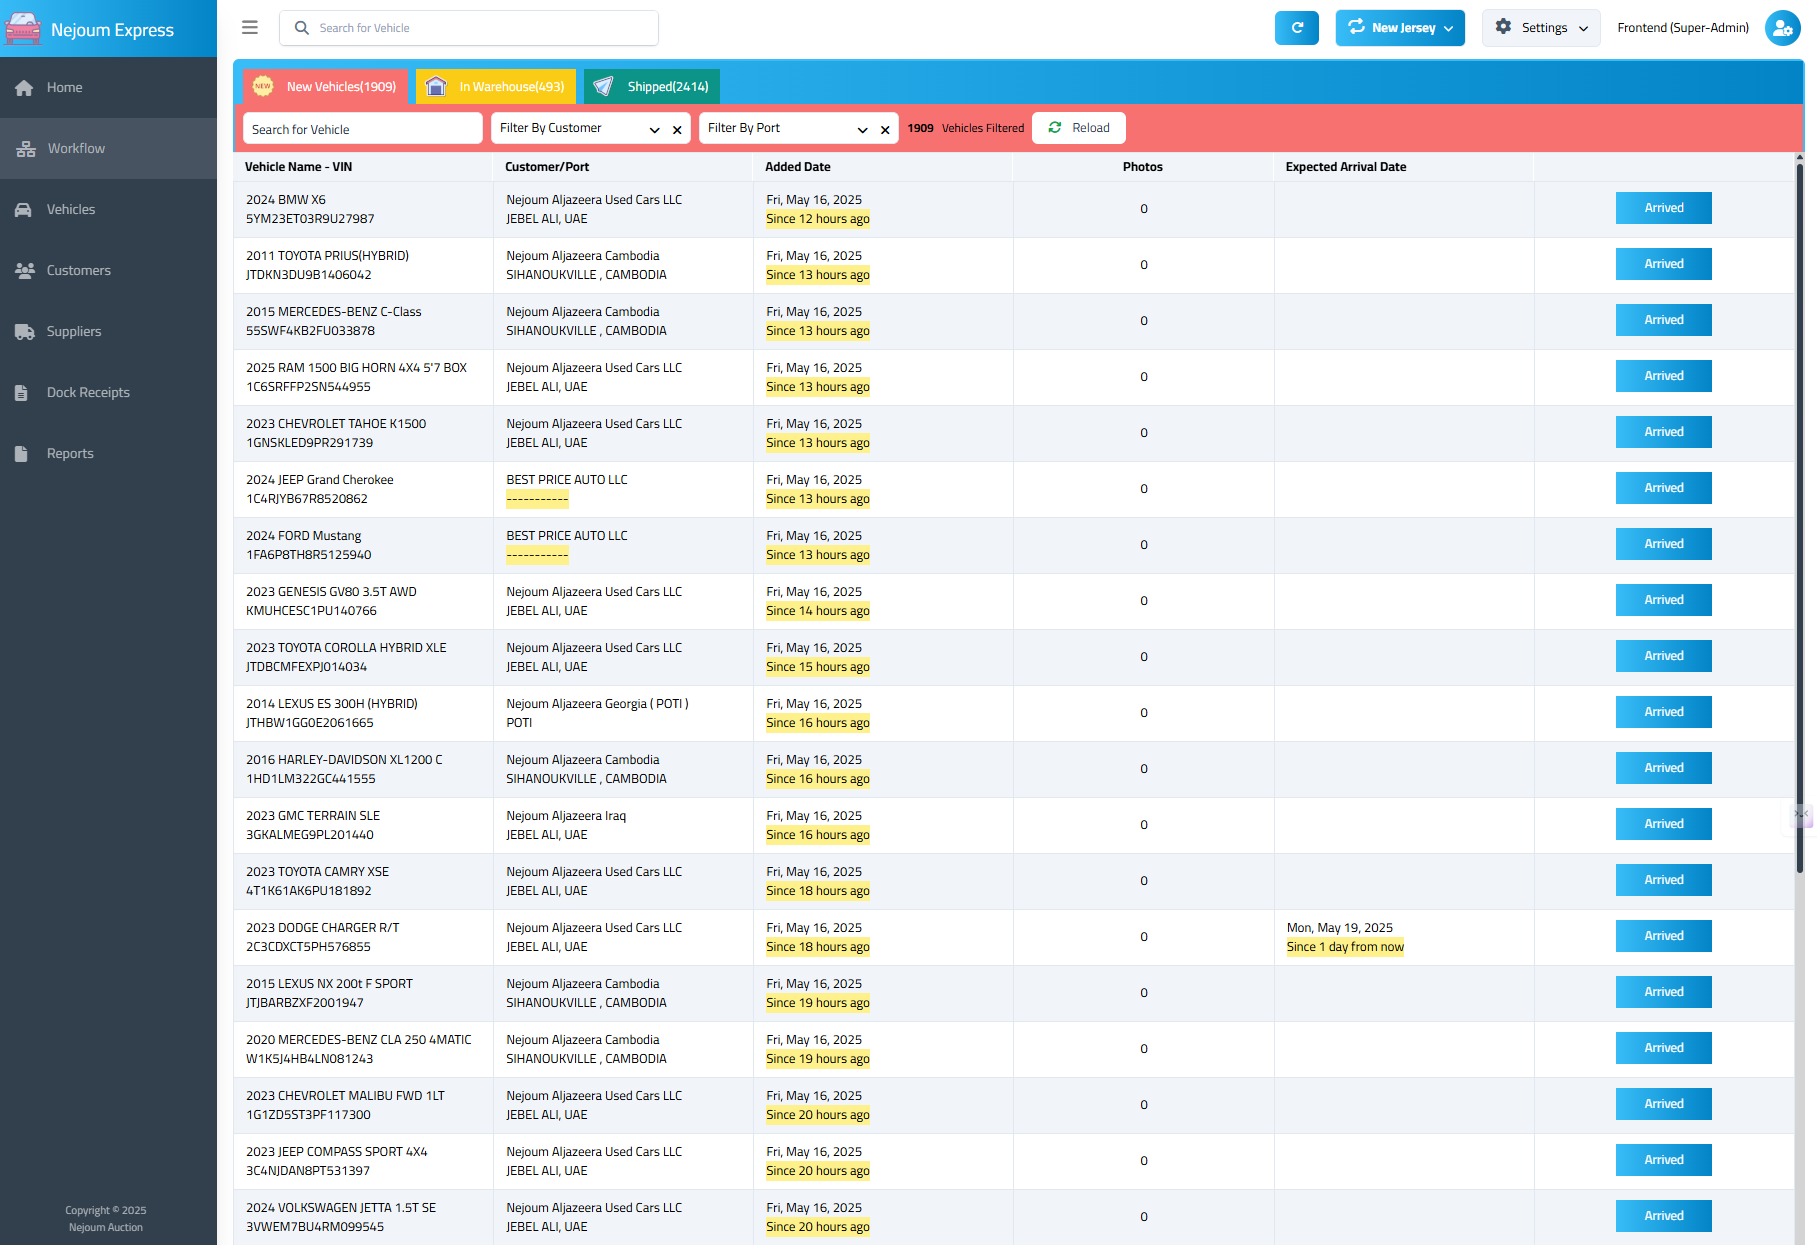 Nejoum Express
Search for Vehicle
New Jersey
Settings
Frontend (Super-Admin)
Home
Workflow
Vehicles
Customers
Suppliers
Dock Receipts
Reports
Copyright © 2025
Nejoum Auction
NEW
New Vehicles(1909)
In Warehouse(493)
Shipped(2414)
Search for Vehicle
Filter By Customer
Filter By Port
1909 Vehicles Filtered
Reload
Vehicle Name - VIN Customer/Port Added Date Photos Expected Arrival Date
2024 BMW X6 Nejoum Aljazeera Used Cars LLC Fri, May 16, 2025 0 Arrived
5YM23ET03R9U27987 JEBEL ALI, UAE Since 12 hours ago
2011 TOYOTA PRIUS(HYBRID) Nejoum Aljazeera Cambodia Fri, May 16, 2025 0 Arrived
JTDKN3DU9B1406042 SIHANOUKVILLE , CAMBODIA Since 13 hours ago
2015 MERCEDES-BENZ C-Class Nejoum Aljazeera Cambodia Fri, May 16, 2025 0 Arrived
55SWF4KB2FU033878 SIHANOUKVILLE , CAMBODIA Since 13 hours ago
2025 RAM 1500 BIG HORN 4X4 5'7 BOX Nejoum Aljazeera Used Cars LLC Fri, May 16, 2025 0 Arrived
1C6SRFFP2SN544955 JEBEL ALI, UAE Since 13 hours ago
2023 CHEVROLET TAHOE K1500 Nejoum Aljazeera Used Cars LLC Fri, May 16, 2025 0 Arrived
1GNSKLED9PR291739 JEBEL ALI, UAE Since 13 hours ago
2024 JEEP Grand Cherokee BEST PRICE AUTO LLC Fri, May 16, 2025 0 Arrived
1C4RJYB67R8520862 ----------- Since 13 hours ago
2024 FORD Mustang BEST PRICE AUTO LLC Fri, May 16, 2025 0 Arrived
1FA6P8TH8R5125940 ----------- Since 13 hours ago
2023 GENESIS GV80 3.5T AWD Nejoum Aljazeera Used Cars LLC Fri, May 16, 2025 0 Arrived
KMUHCESC1PU140766 JEBEL ALI, UAE Since 14 hours ago
2023 TOYOTA COROLLA HYBRID XLE Nejoum Aljazeera Used Cars LLC Fri, May 16, 2025 0 Arrived
JTDBCMFEXPJ014034 JEBEL ALI, UAE Since 15 hours ago
2014 LEXUS ES 300H (HYBRID) Nejoum Aljazeera Georgia ( POTI ) Fri, May 16, 2025 0 Arrived
JTHBW1GG0E2061665 POTI Since 16 hours ago
2016 HARLEY-DAVIDSON XL1200 C Nejoum Aljazeera Cambodia Fri, May 16, 2025 0 Arrived
1HD1LM322GC441555 SIHANOUKVILLE , CAMBODIA Since 16 hours ago
2023 GMC TERRAIN SLE Nejoum Aljazeera Iraq Fri, May 16, 2025 0 Arrived
3GKALMEG9PL201440 JEBEL ALI, UAE Since 16 hours ago
2023 TOYOTA CAMRY XSE Nejoum Aljazeera Used Cars LLC Fri, May 16, 2025 0 Arrived
4T1K61AK6PU181892 JEBEL ALI, UAE Since 18 hours ago
2023 DODGE CHARGER R/T Nejoum Aljazeera Used Cars LLC Fri, May 16, 2025 0 Mon, May 19, 2025 Arrived
2C3CDXCT5PH576855 JEBEL ALI, UAE Since 18 hours ago Since 1 day from now
2015 LEXUS NX 200t F SPORT Nejoum Aljazeera Cambodia Fri, May 16, 2025 0 Arrived
JTJBARBZXF2001947 SIHANOUKVILLE , CAMBODIA Since 19 hours ago
2020 MERCEDES-BENZ CLA 250 4MATIC Nejoum Aljazeera Cambodia Fri, May 16, 2025 0 Arrived
W1K5J4HB4LN081243 SIHANOUKVILLE , CAMBODIA Since 19 hours ago
2023 CHEVROLET MALIBU FWD 1LT Nejoum Aljazeera Used Cars LLC Fri, May 16, 2025 0 Arrived
1G1ZD5ST3PF117300 JEBEL ALI, UAE Since 20 hours ago
2023 JEEP COMPASS SPORT 4X4 Nejoum Aljazeera Used Cars LLC Fri, May 16, 2025 0 Arrived
3C4NJDAN8PT531397 JEBEL ALI, UAE Since 20 hours ago
2024 VOLKSWAGEN JETTA 1.5T SE Nejoum Aljazeera Used Cars LLC Fri, May 16, 2025 0 Arrived
3VWEM7BU4RM099545 JEBEL ALI, UAE Since 20 hours ago